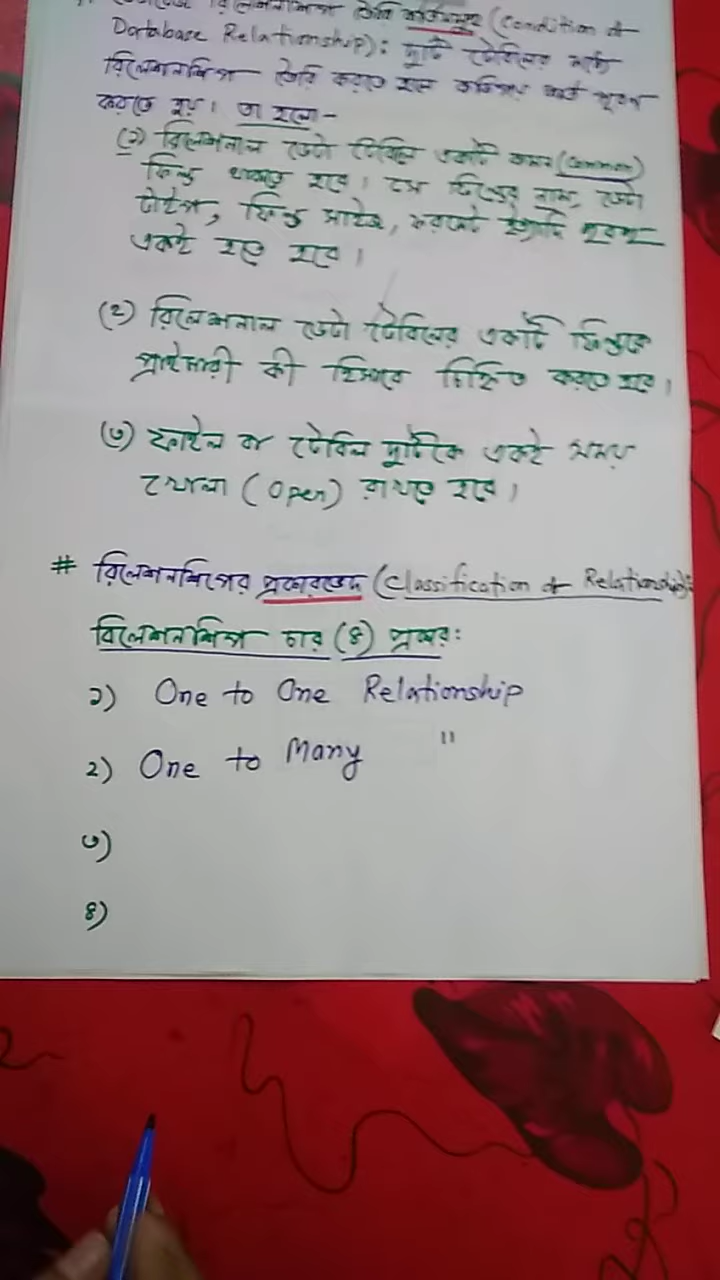 রিলেশনশিপ তৈরির শর্তসমূহ (Condition of
Database Relationship): দুটি টেবিলের মধ্যে
রিলেশনশিপ তৈরি করতে হলে কতিপয় শর্ত পূরণ
করতে হয়। তা হলো-
(১) রিলেশনাল ডেটা টেবিলে একটি কমন (Common)
ফিল্ড থাকতে হবে। সে ফিল্ডের নাম, ডেটা
টাইপ, ফিল্ড সাইজ, ফরমেট ইত্যাদি হুবহু
একই হতে হবে।
(২) রিলেশনাল ডেটা টেবিলের একটি ফিল্ডকে
প্রাইমারী কী হিসাবে চিহ্নিত করতে হবে।
(৩) ফাইল বা টেবিল দুটিকে একই সময়
খোলা (Open) রাখতে হবে।
# রিলেশনশিপের প্রকারভেদ (Classification of Relationship):
রিলেশনশিপ চার (৪) প্রকার:
১) One to One Relationship
২) One to Many "
৩)
৪)